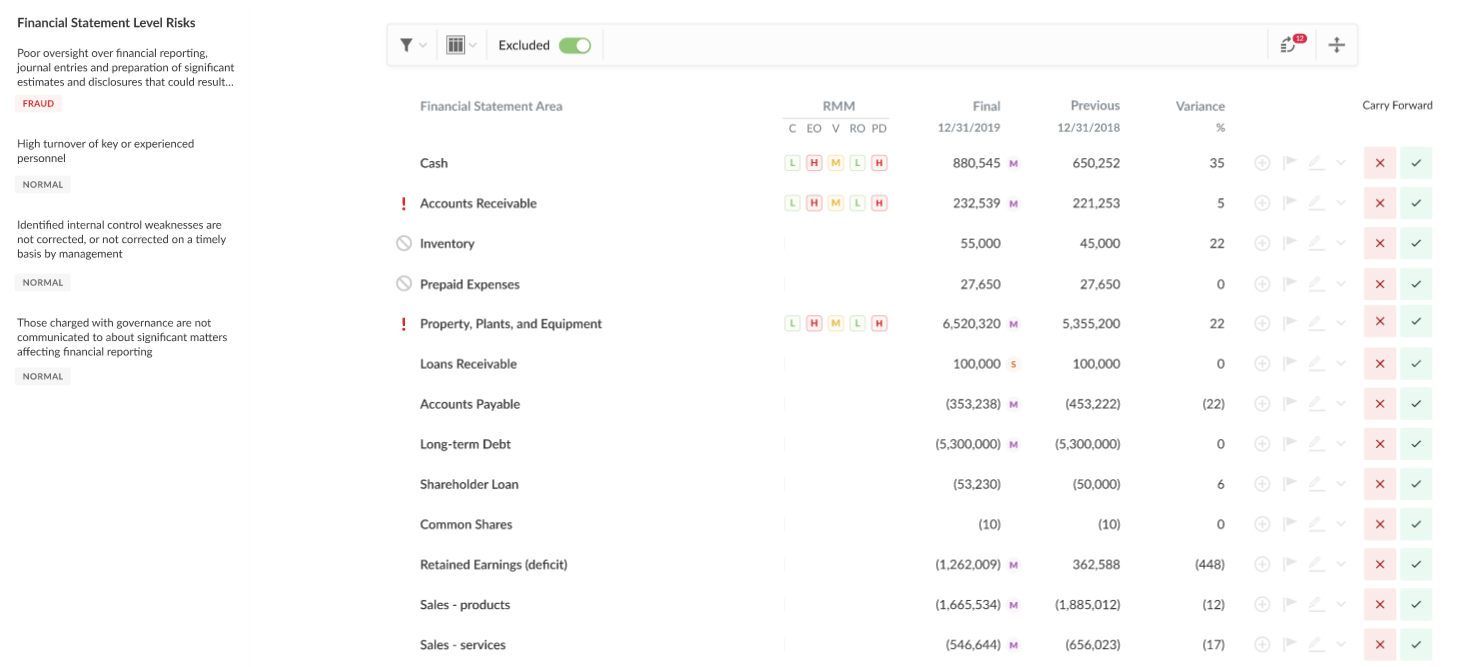 Financial Statement Level Risks
Poor oversight over financial reporting,
journal entries and preparation of significant
estimates and disclosures that could result...
FRAUD
High turnover of key or experienced
personnel
NORMAL
Identified internal control weaknesses are
not corrected, or not corrected on a timely
basis by management
NORMAL
Those charged with governance are not
communicated to about significant matters
affecting financial reporting
NORMAL
Excluded
12
Financial Statement Area RMM Final Previous Variance Carry Forward
C EO V RO PD 12/31/2019 12/31/2018 %
Cash L H M L H 880,545 M 650,252 35
! Accounts Receivable L H M L H 232,539 M 221,253 5
Inventory 55,000 45,000 22
Prepaid Expenses 27,650 27,650 0
! Property, Plants, and Equipment L H M L H 6,520,320 M 5,355,200 22
Loans Receivable 100,000 S 100,000 0
Accounts Payable (353,238) M (453,222) (22)
Long-term Debt (5,300,000) M (5,300,000) 0
Shareholder Loan (53,230) (50,000) 6
Common Shares (10) (10) 0
Retained Earnings (deficit) (1,262,009) M 362,588 (448)
Sales - products (1,665,534) M (1,885,012) (12)
Sales - services (546,644) M (656,023) (17)